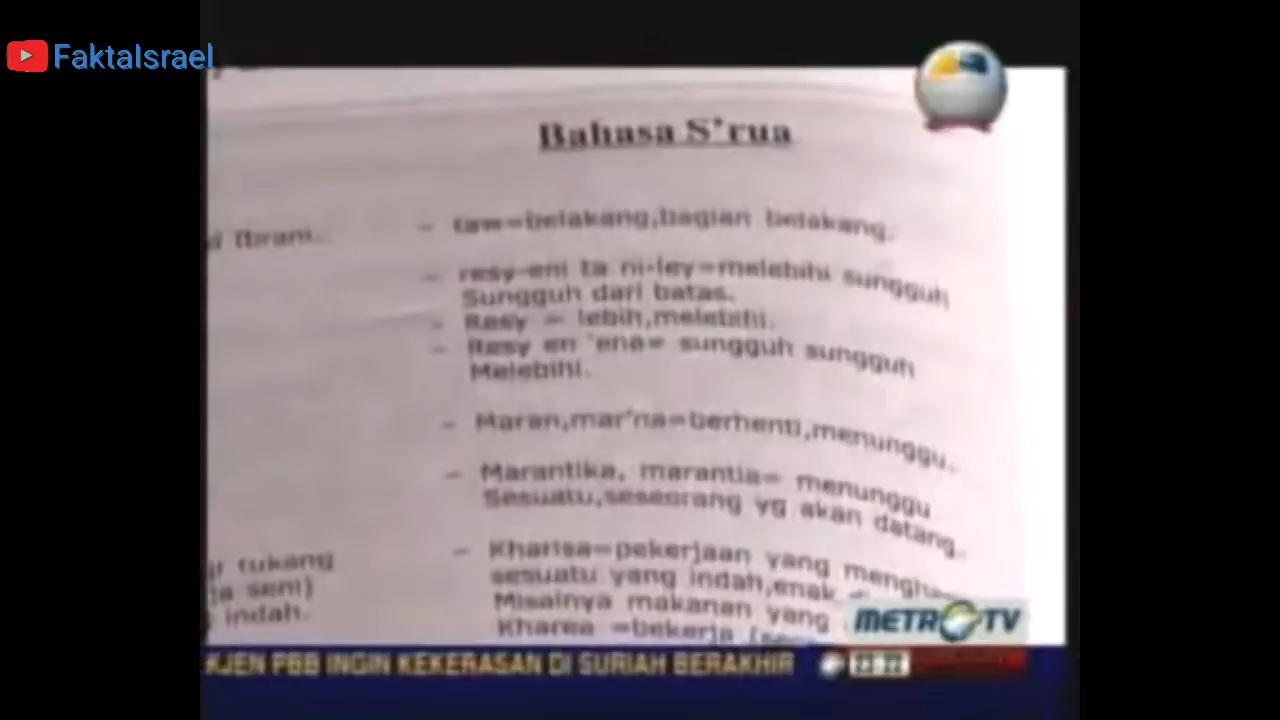 FaktaIsrael
Bahasa S'rua
Ibrani.
- taw=belakang,bagian belakang.
- resy-eni ta ni-ley=melebihi sungguh
Sungguh dari batas.
- Resy = lebih,melebihi.
- Resy en 'ena= sungguh sungguh
Melebihi.
- Maran,mar'na=berhenti,menunggu.
- Marantika, marantia= menunggu
Sesuatu,seseorang yg akan datang.
tukang
seni)
indah.
- Kharisa=pekerjaan yang
sesuatu yang indah,enak
Misalnya makanan yang
Kharea =bekerja
METRO TV
KJEN PBB INGIN KEKERASAN DI SURIAH BERAKHIR